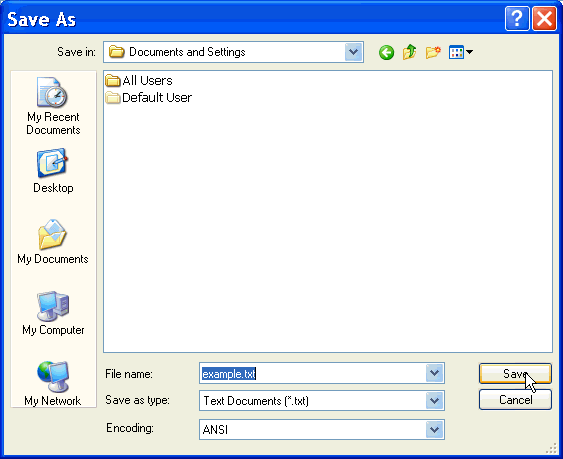 Save As
Save in: Documents and Settings
All Users
Default User
My Recent
Documents
Desktop
My Documents
My Computer
My Network
File name: example.txt Save
Save as type: Text Documents (*.txt) Cancel
Encoding: ANSI